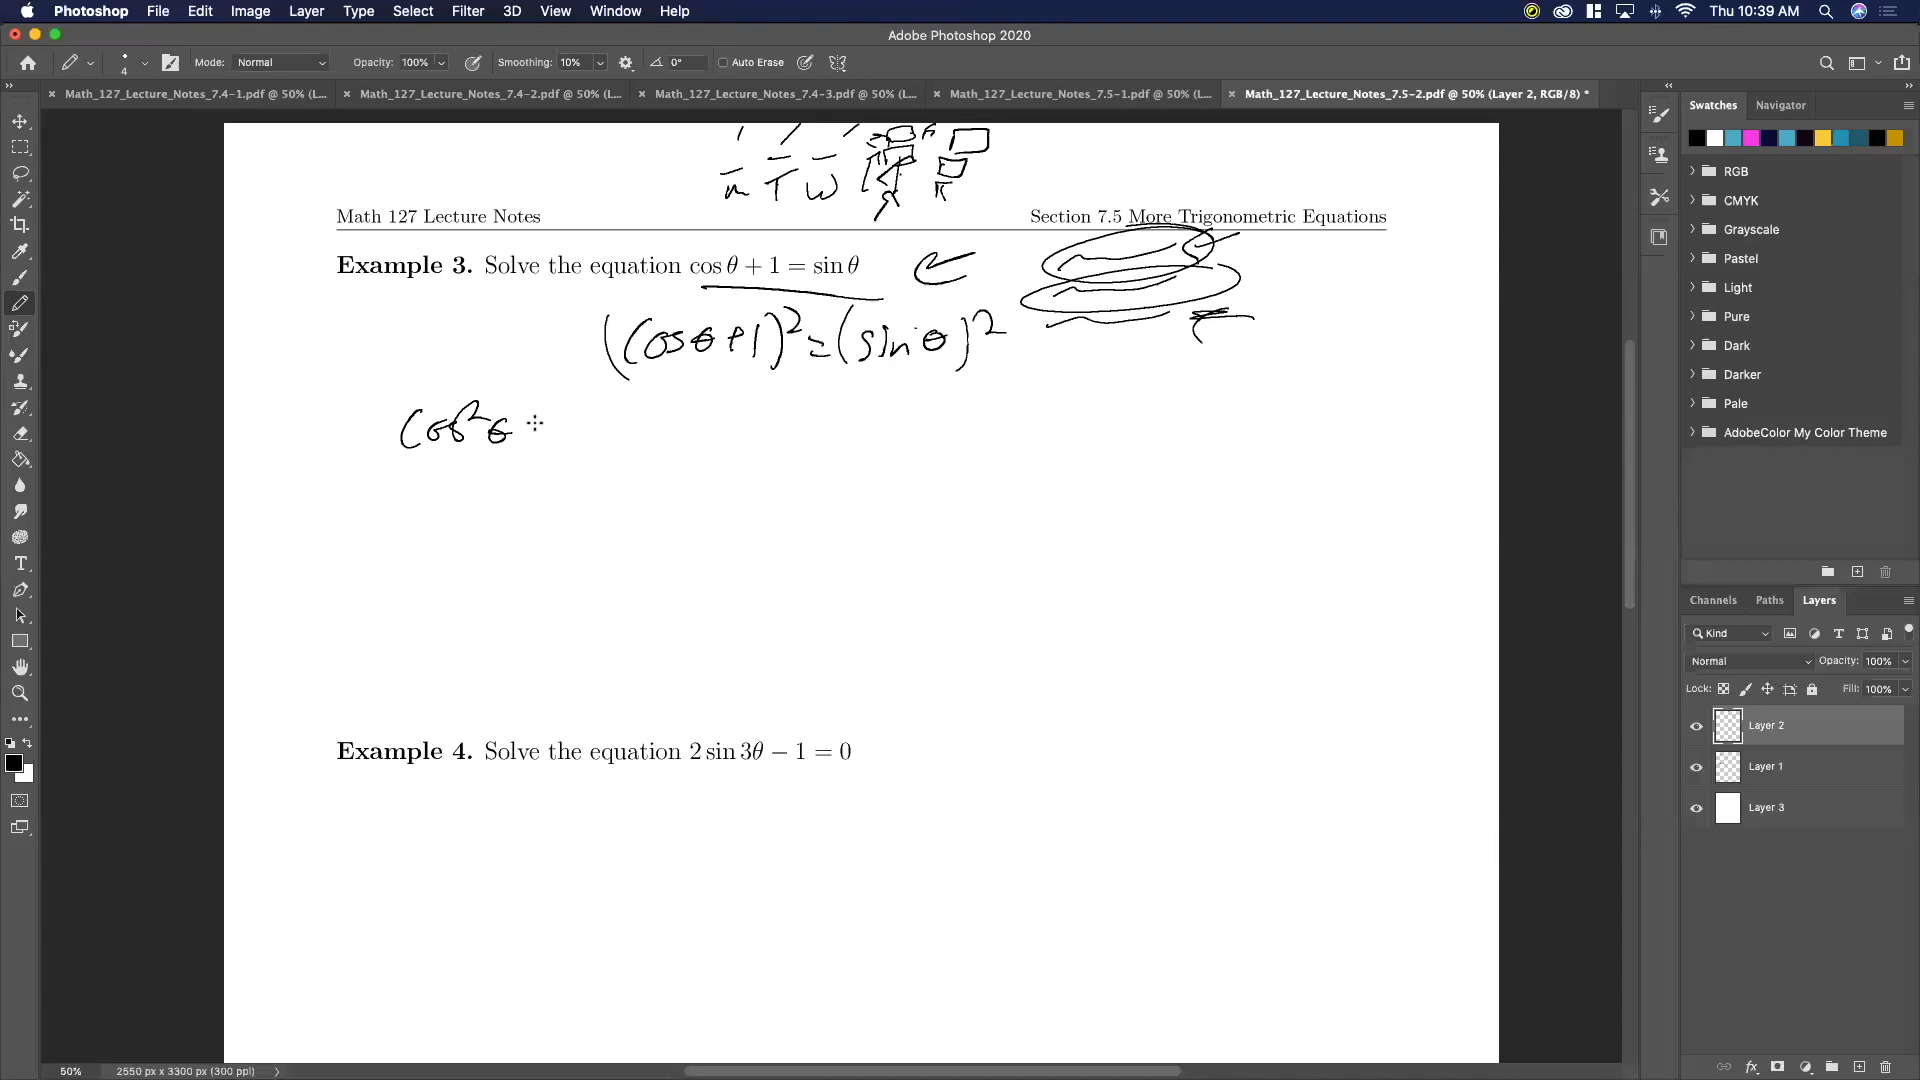 Photoshop File Edit Image Layer Type Select Filter 3D View Window Help Thu 10:39 AM
Adobe Photoshop 2020
4 Mode: Normal Opacity: 100% Smoothing: 10% 0° Auto Erase
Math_127_Lecture_Notes_7.4-1.pdf @ 50% (L... Math_127_Lecture_Notes_7.4-2.pdf @ 50% (L... Math_127_Lecture_Notes_7.4-3.pdf @ 50% (L... Math_127_Lecture_Notes_7.5-1.pdf @ 50% (L... Math_127_Lecture_Notes_7.5-2.pdf @ 50% (Layer 2, RGB/8) *
Swatches Navigator
RGB
CMYK
Grayscale
Pastel
Light
Pure
Dark
Darker
Pale
AdobeColor My Color Theme
m T W
Math 127 Lecture Notes Section 7.5 More Trigonometric Equations
Example 3. Solve the equation cos θ + 1 = sin θ
(cos θ + 1)² = (sin θ)²
cos² θ
Example 4. Solve the equation 2 sin 3θ − 1 = 0
Channels Paths Layers
Kind
Normal Opacity: 100%
Lock: Fill: 100%
Layer 2
Layer 1
Layer 3
50% 2550 px x 3300 px (300 ppi)